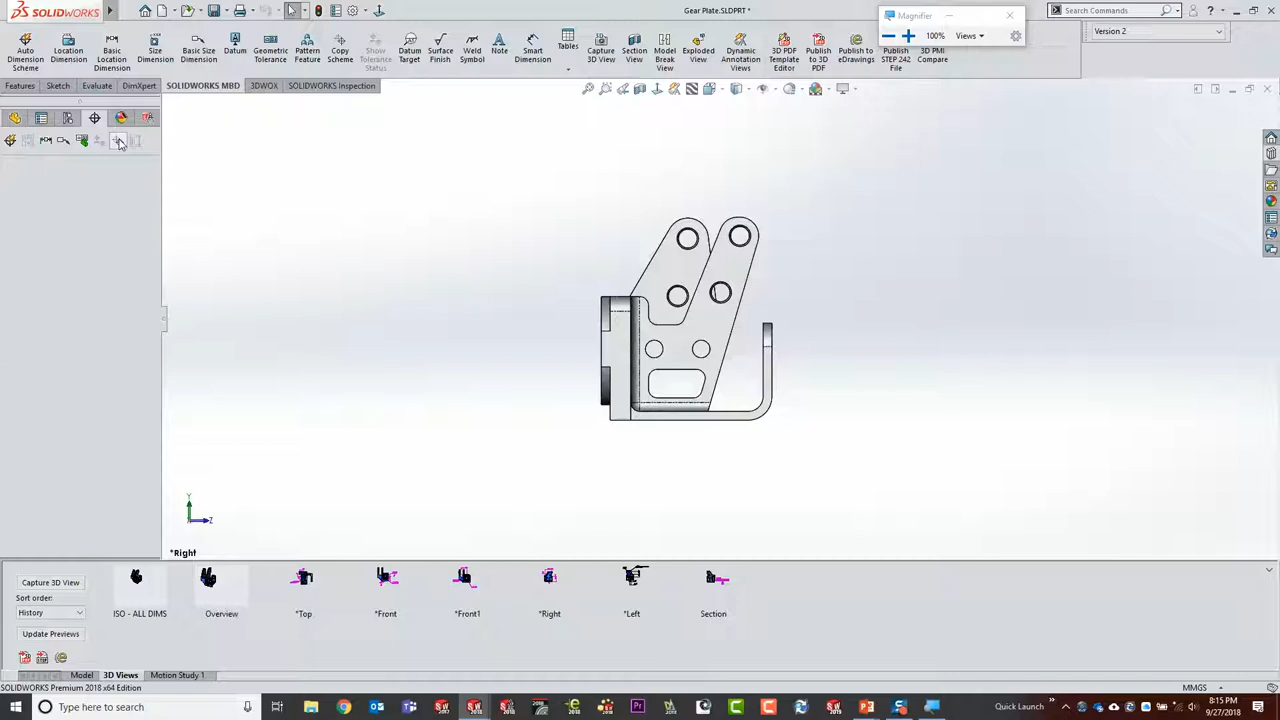 SOLIDWORKS
Gear Plate.SLDPRT *
Search Commands
Magnifier
100%
Views
Version 2
Auto Dimension Scheme
Location Dimension
Basic Location Dimension
Size Dimension
Basic Size Dimension
Datum
Geometric Tolerance
Pattern Feature
Copy Scheme
Show Tolerance Status
Datum Target
Surface Finish
Weld Symbol
Note
Smart Dimension
Tables
Capture 3D View
Section View
Model Break View
Exploded View
Dynamic Annotation Views
3D PDF Template Editor
Publish to 3D PDF
Publish to eDrawings
Publish STEP 242 File
3D PMI Compare
Features
Sketch
Evaluate
DimXpert
SOLIDWORKS MBD
3DWOX
SOLIDWORKS Inspection
Y
Z
*Right
Capture 3D View
Sort order:
History
Update Previews
ISO - ALL DIMS
Overview
*Top
*Front
*Front1
*Right
*Left
Section
Model
3D Views
Motion Study 1
SOLIDWORKS Premium 2018 x64 Edition
MMGS
Type here to search
Quick Launch
8:15 PM
9/27/2018